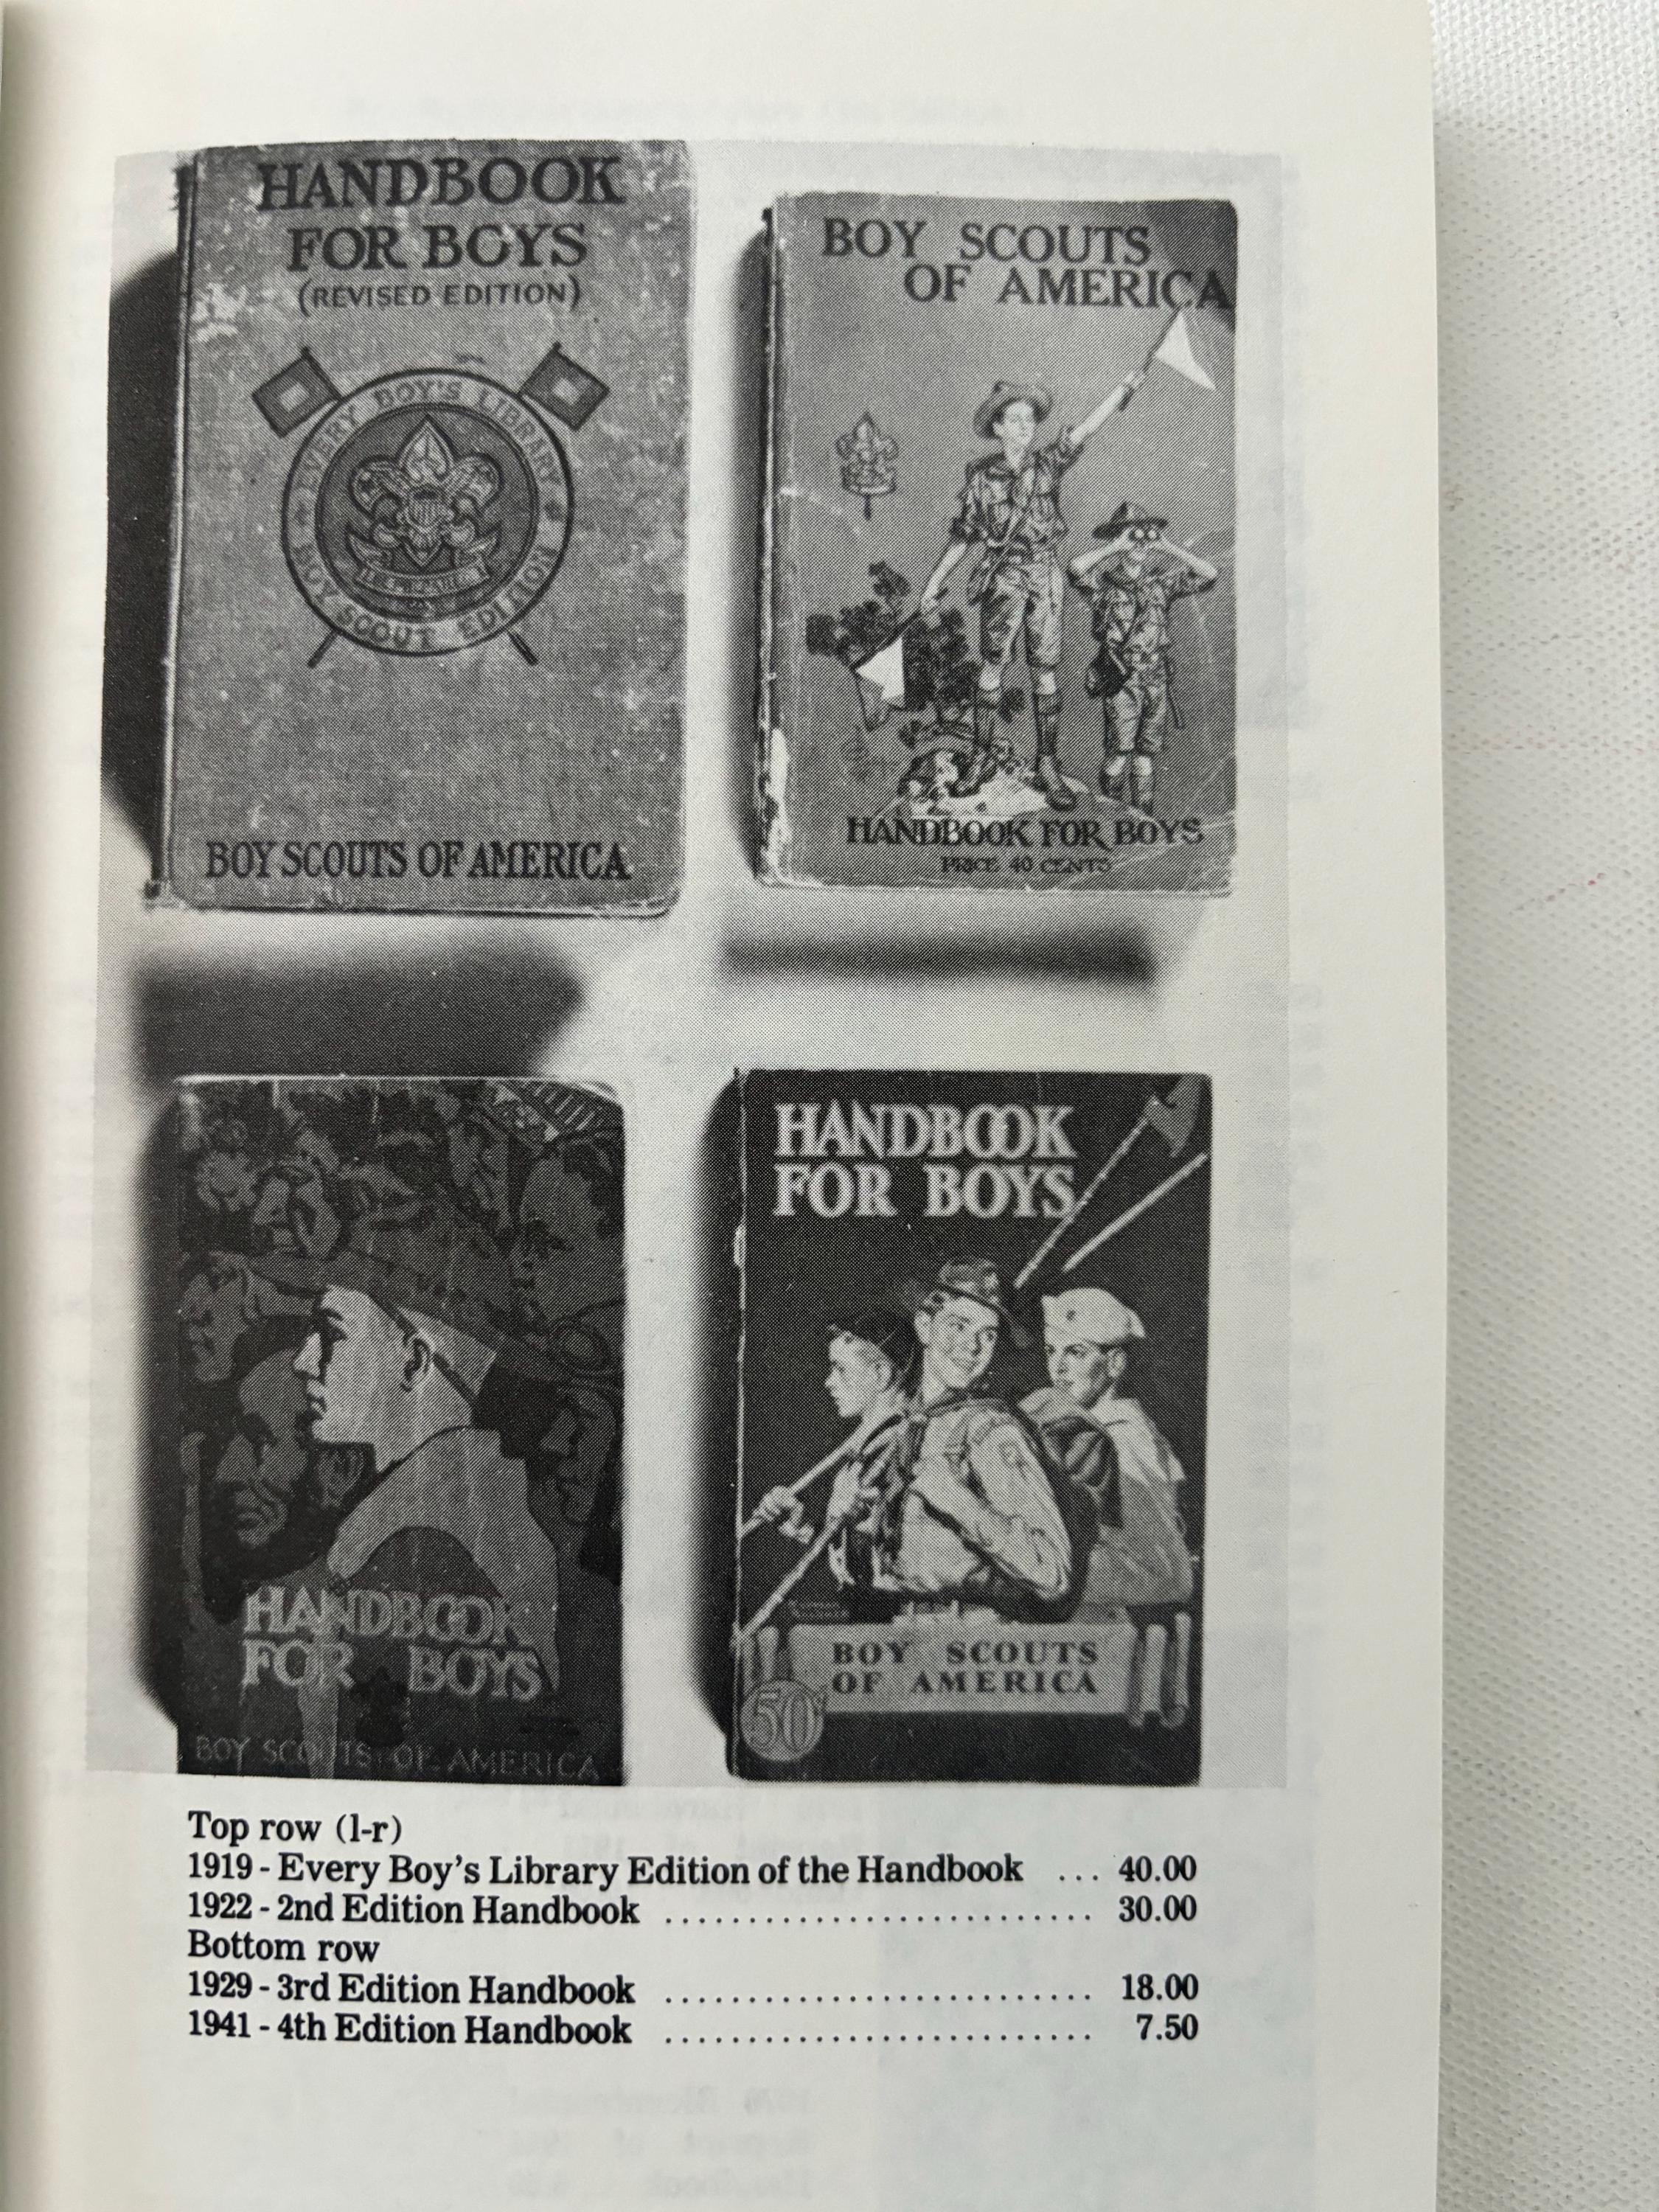 HANDBOOK
FOR BOYS
(REVISED EDITION)
EVERY BOY'S LIBRARY
BOY SCOUT EDITION
BOY SCOUTS OF AMERICA
BOY SCOUTS
OF AMERICA
HANDBOOK FOR BOYS
PRICE 40 CENTS
HANDBOOK
FOR BOYS
BOY SCOUTS OF AMERICA
HANDBOOK
FOR BOYS
BOY SCOUTS
OF AMERICA
50¢
Top row (l-r)
1919 - Every Boy's Library Edition of the Handbook ... 40.00
1922 - 2nd Edition Handbook .......................... 30.00
Bottom row
1929 - 3rd Edition Handbook .......................... 18.00
1941 - 4th Edition Handbook .......................... 7.50